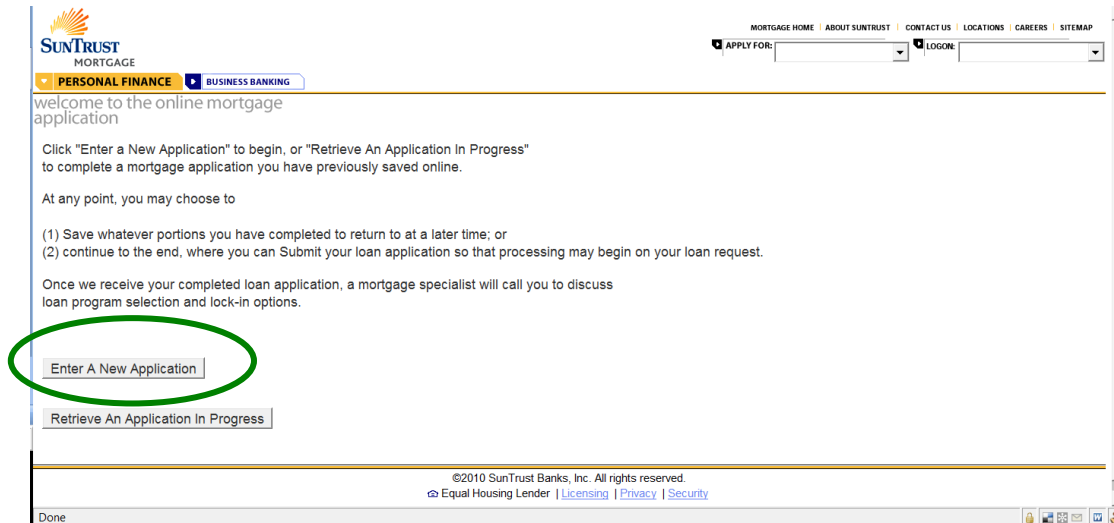 MORTGAGE HOME | ABOUT SUNTRUST | CONTACT US | LOCATIONS | CAREERS | SITEMAP
SUNTRUST
MORTGAGE
APPLY FOR: LOGON:
PERSONAL FINANCE BUSINESS BANKING
welcome to the online mortgage
application
Click "Enter a New Application" to begin, or "Retrieve An Application In Progress"
to complete a mortgage application you have previously saved online.
At any point, you may choose to
(1) Save whatever portions you have completed to return to at a later time; or
(2) continue to the end, where you can Submit your loan application so that processing may begin on your loan request.
Once we receive your completed loan application, a mortgage specialist will call you to discuss
loan program selection and lock-in options.
Enter A New Application
Retrieve An Application In Progress
©2010 SunTrust Banks, Inc. All rights reserved.
Equal Housing Lender | Licensing | Privacy | Security
Done